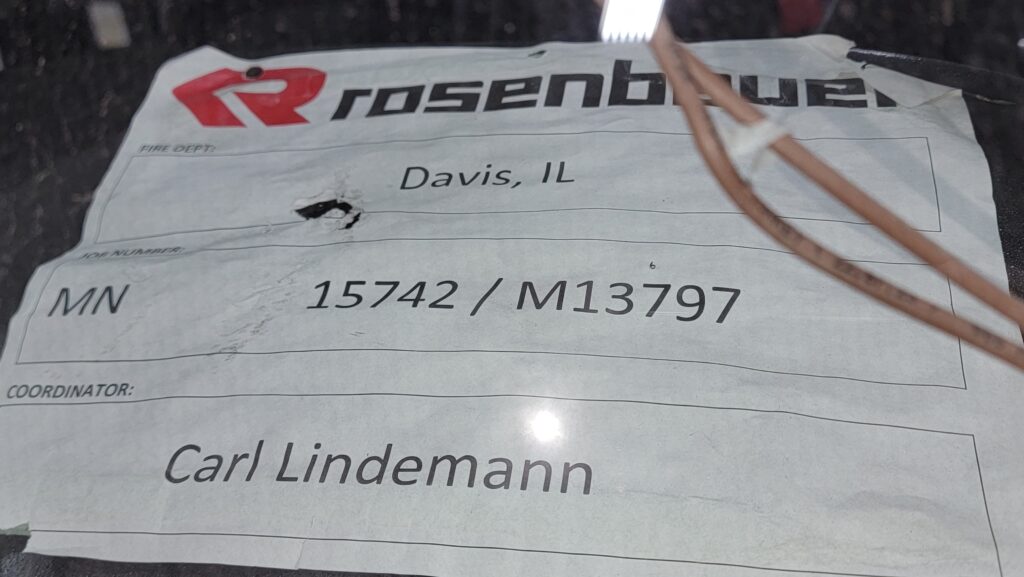 rosenbauer
FIRE DEPT:
Davis, IL
JOB NUMBER:
MN 15742 / M13797
COORDINATOR:
Carl Lindemann